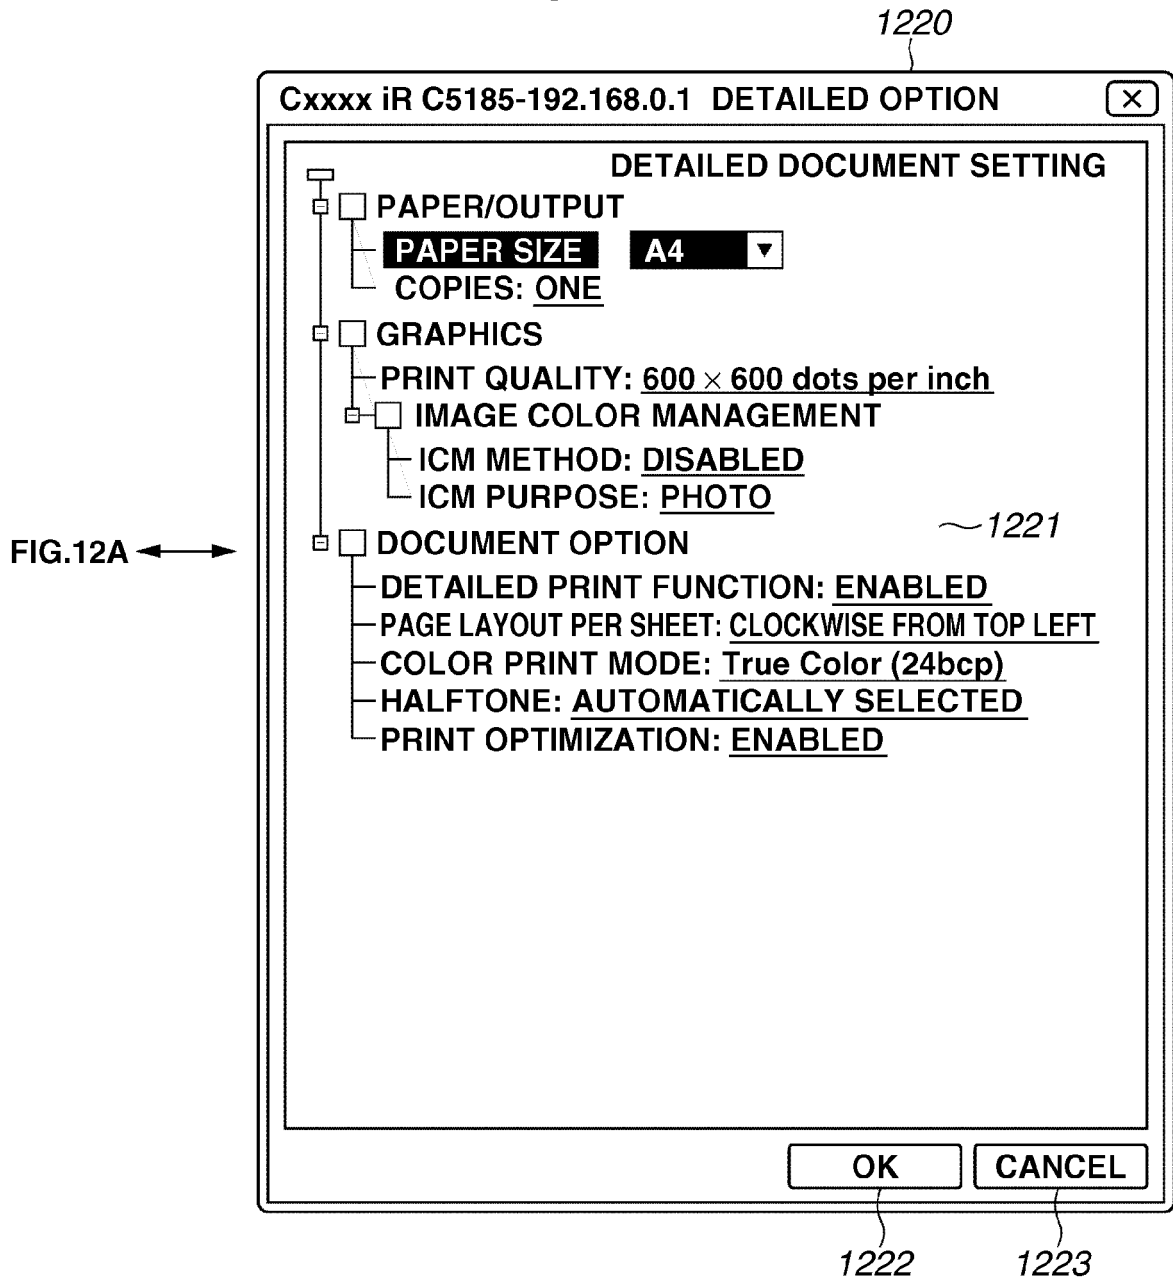 1220
Cxxxx iR C5185-192.168.0.1 DETAILED OPTION
DETAILED DOCUMENT SETTING
PAPER/OUTPUT
PAPER SIZE A4
COPIES: ONE
GRAPHICS
PRINT QUALITY: 600 × 600 dots per inch
IMAGE COLOR MANAGEMENT
ICM METHOD: DISABLED
ICM PURPOSE: PHOTO
1221
DOCUMENT OPTION
FIG.12A
DETAILED PRINT FUNCTION: ENABLED
PAGE LAYOUT PER SHEET: CLOCKWISE FROM TOP LEFT
COLOR PRINT MODE: True Color (24bcp)
HALFTONE: AUTOMATICALLY SELECTED
PRINT OPTIMIZATION: ENABLED
OK CANCEL
1222 1223